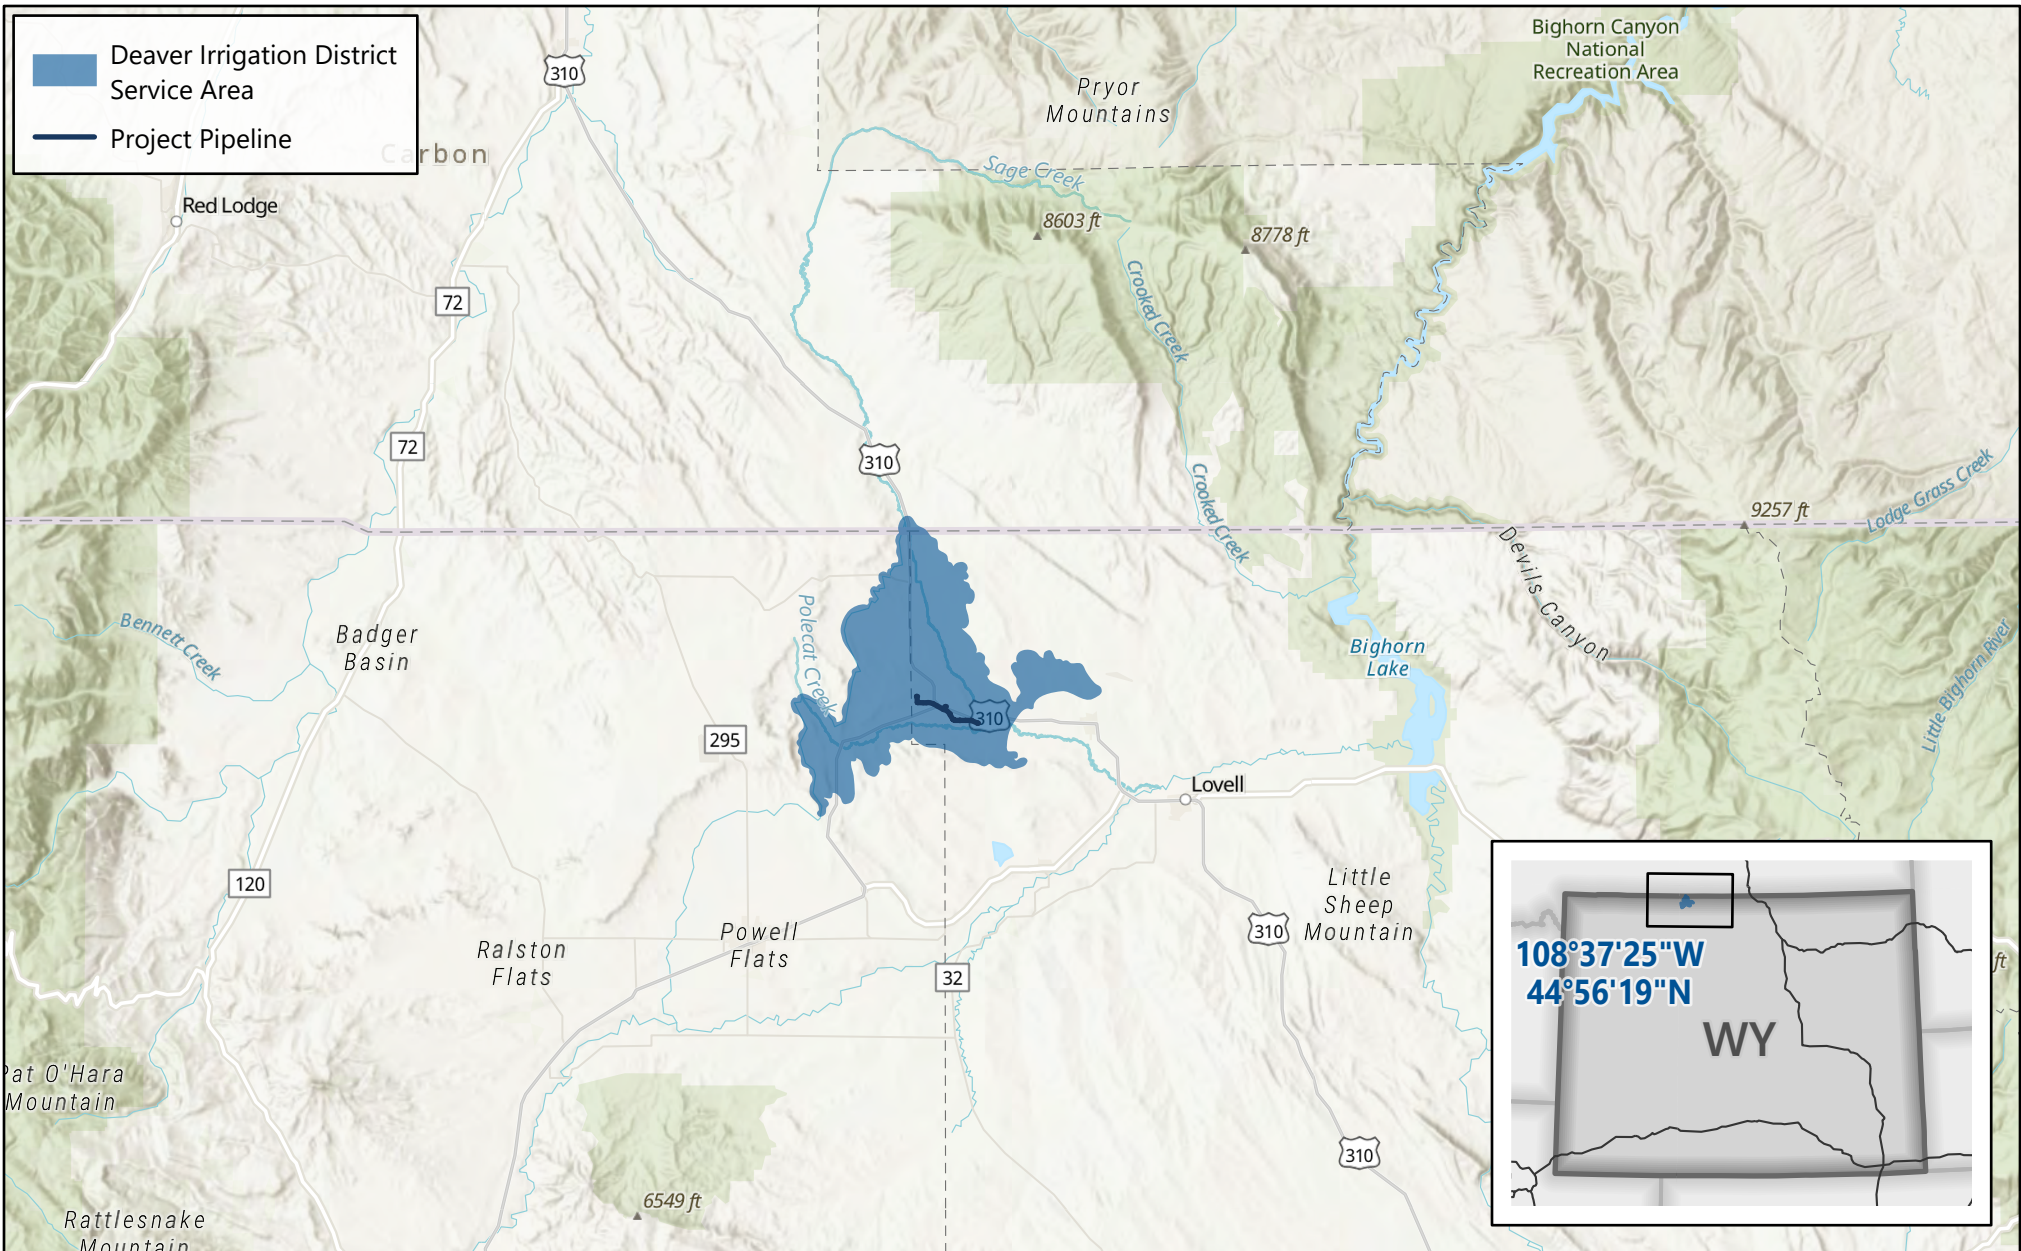 Deaver Irrigation District
Service Area
Project Pipeline
Bighorn Canyon
National
Recreation Area
310
Pryor
Mountains
Carbon
Sage Creek
Red Lodge
8603 ft
8778 ft
72
Crooked Creek
72
310
Crooked Creek
Lodge Grass Creek
9257 ft
Devils Canyon
Bennett Creek
Badger
Basin
Polecat Creek
Bighorn
Lake
Little Bighorn River
310
295
Lovell
120
Little
Sheep
Mountain
310
Powell
Flats
Ralston
Flats
32
108°37'25"W
44°56'19"N
ft
WY
Pat O'Hara
Mountain
310
6549 ft
Rattlesnake
Mountain